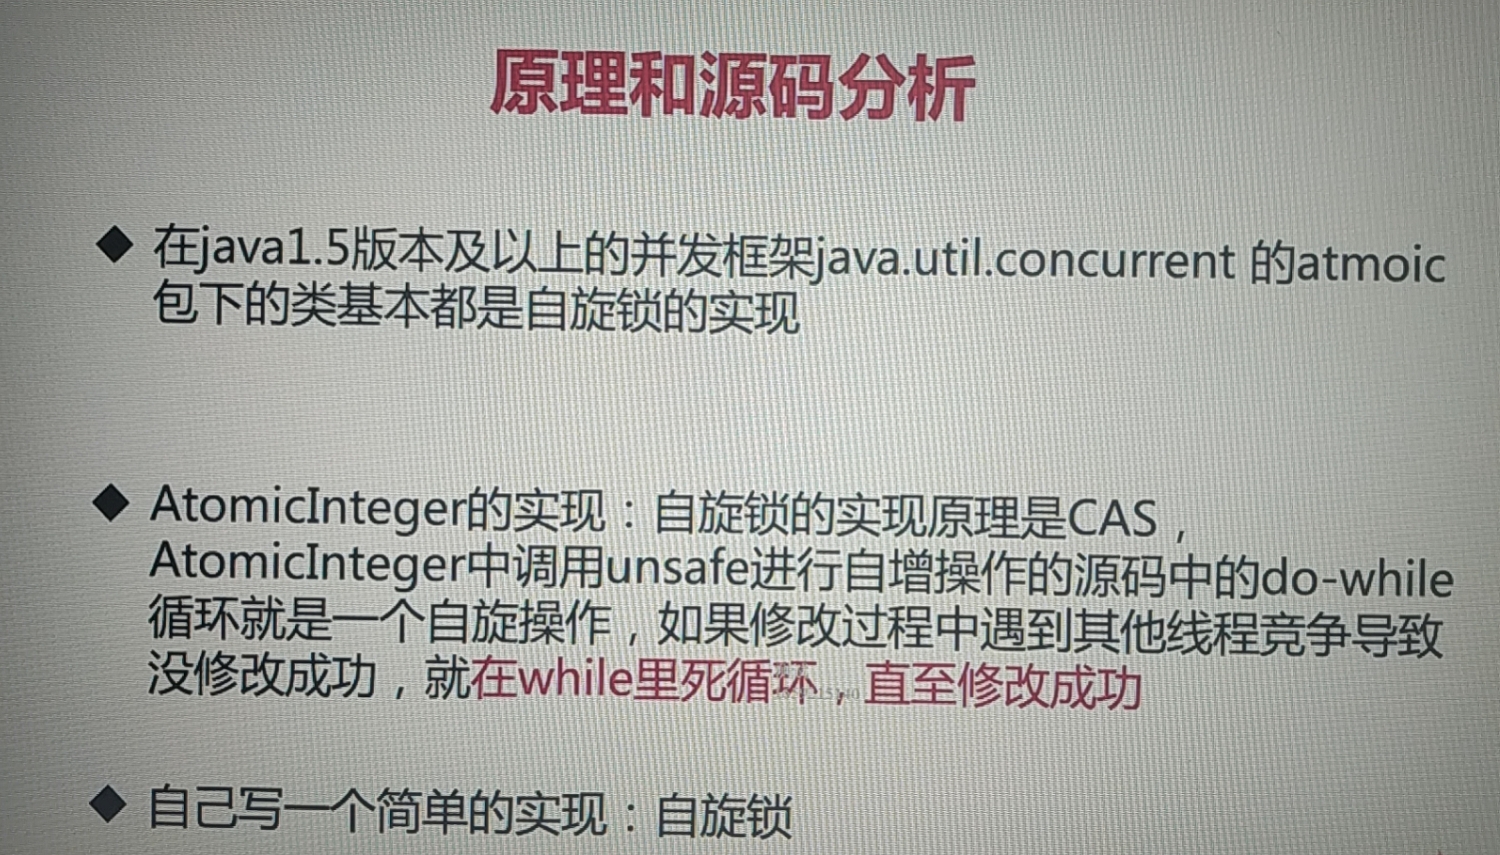 原理和源码分析
◆ 在java1.5版本及以上的并发框架java.util.concurrent 的atmoic
包下的类基本都是自旋锁的实现
◆ AtomicInteger的实现：自旋锁的实现原理是CAS，
AtomicInteger中调用unsafe进行自增操作的源码中的do-while
循环就是一个自旋操作，如果修改过程中遇到其他线程竞争导致
没修改成功，就在while里死循环，直至修改成功
◆ 自己写一个简单的实现：自旋锁